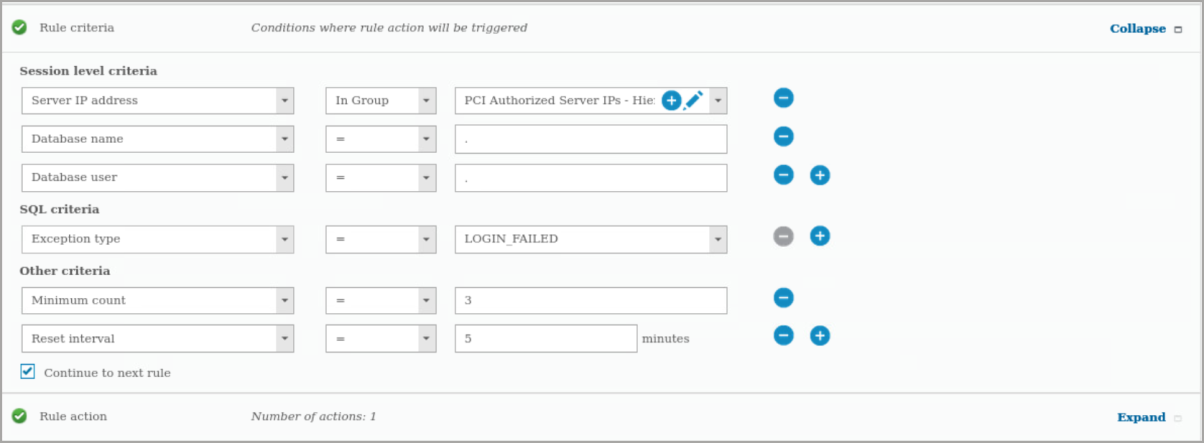 Rule criteria Conditions where rule action will be triggered Collapse
Session level criteria
Server IP address In Group PCI Authorized Server IPs - Hie
Database name = .
Database user = .
SQL criteria
Exception type = LOGIN_FAILED
Other criteria
Minimum count = 3
Reset interval = 5 minutes
Continue to next rule
Rule action Number of actions: 1 Expand